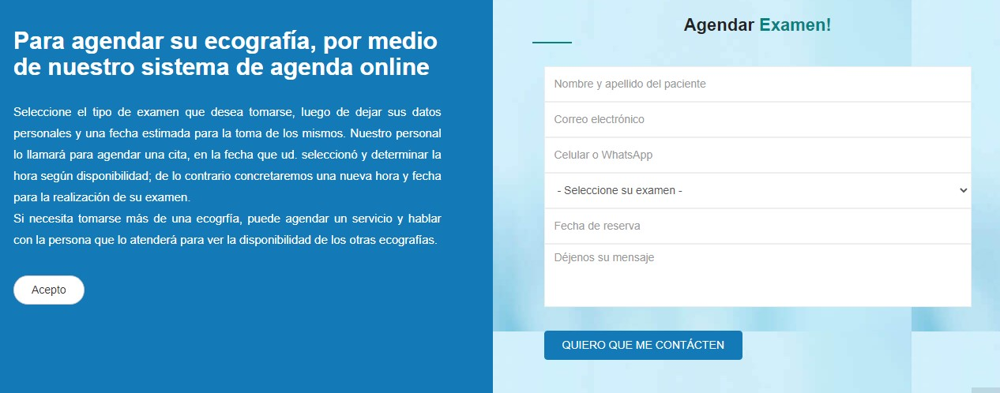 Para agendar su ecografía, por medio
de nuestro sistema de agenda online
Seleccione el tipo de examen que desea tomarse, luego de dejar sus datos
personales y una fecha estimada para la toma de los mismos. Nuestro personal
lo llamará para agendar una cita, en la fecha que ud. seleccionó y determinar la
hora según disponibilidad; de lo contrario concretaremos una nueva hora y fecha
para la realización de su examen.
Si necesita tomarse más de una ecogrfía, puede agendar un servicio y hablar
con la persona que lo atenderá para ver la disponibilidad de los otras ecografías.
Acepto
Agendar Examen!
Nombre y apellido del paciente
Correo electrónico
Celular o WhatsApp
- Seleccione su examen -
Fecha de reserva
Déjenos su mensaje
QUIERO QUE ME CONTÁCTEN